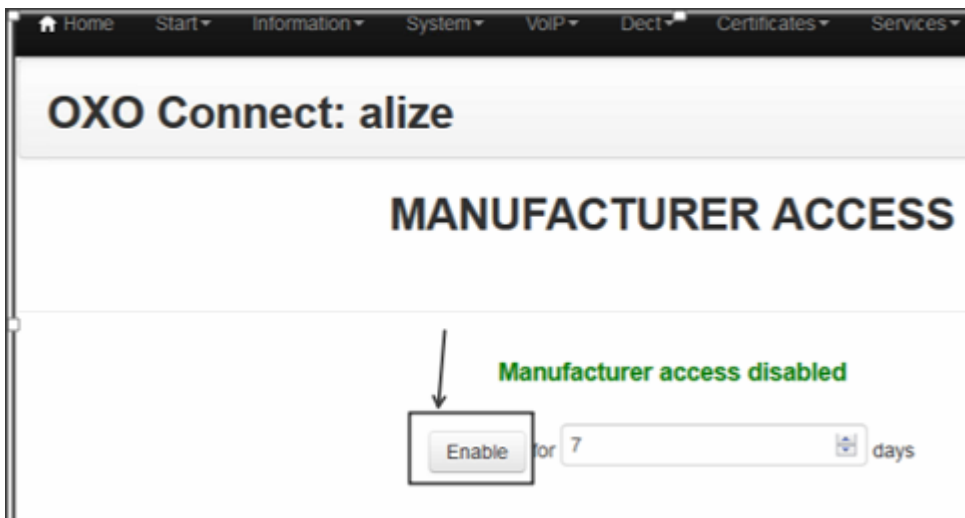 Home Start Information System VoIP Dect Certificates Services
OXO Connect: alize
MANUFACTURER ACCESS
Manufacturer access disabled
Enable for 7 days